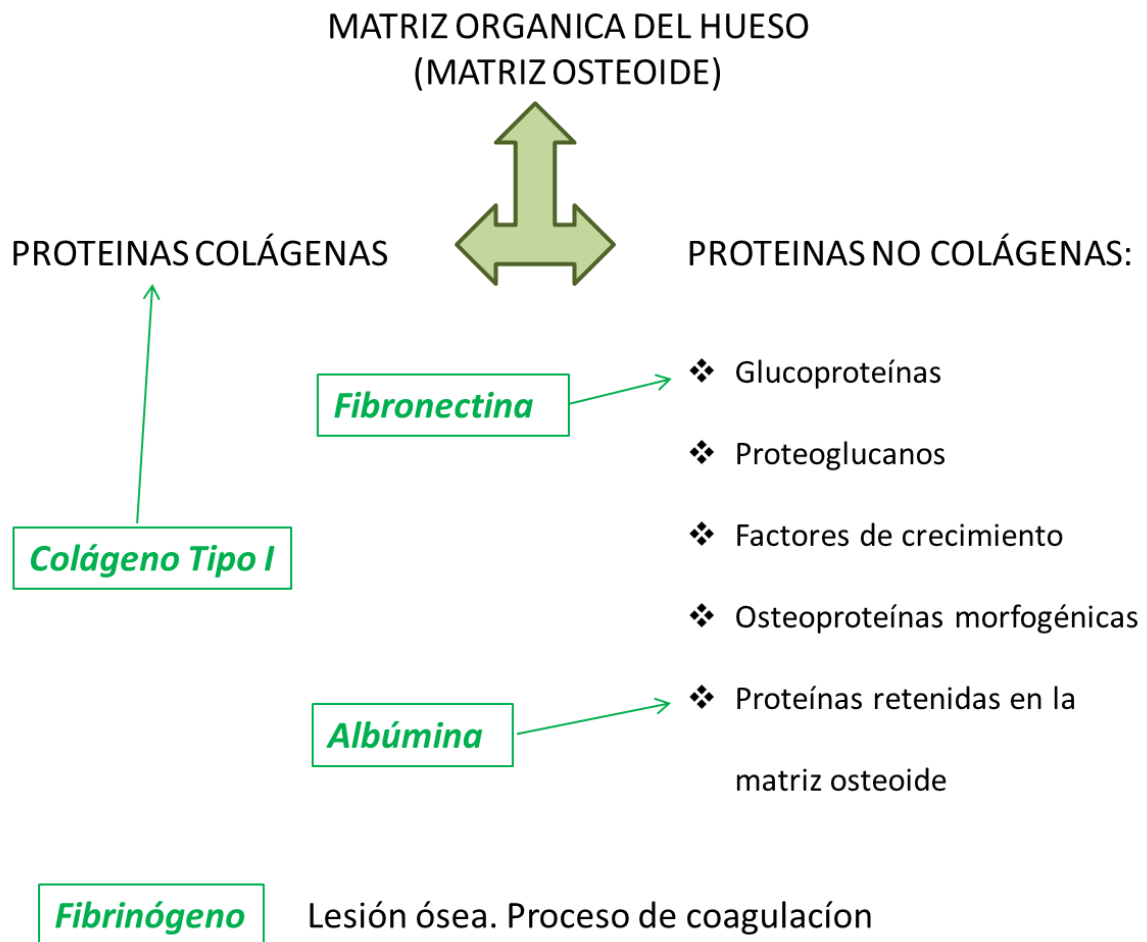 MATRIZ ORGANICA DEL HUESO
(MATRIZ OSTEOIDE)
PROTEINAS COLÁGENAS
PROTEINAS NO COLÁGENAS:
Fibronectina
❖ Glucoproteínas
❖ Proteoglucanos
Colágeno Tipo I
❖ Factores de crecimiento
❖ Osteoproteínas morfogénicas
Albúmina
❖ Proteínas retenidas en la
matriz osteoide
Fibrinógeno
Lesión ósea. Proceso de coagulacíon